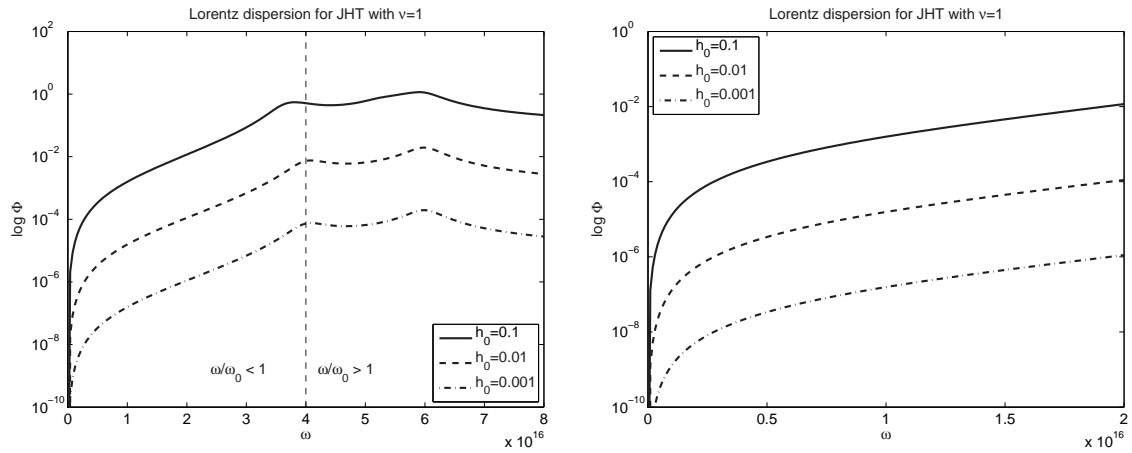 Lorentz dispersion for JHT with ν=1
10^2
10^0
10^-2
10^-4
10^-6
10^-8
10^-10
log Φ
ω/ω_0 < 1
ω/ω_0 > 1
h_0=0.1
h_0=0.01
h_0=0.001
0 1 2 3 4 5 6 7 8
ω
x 10^16
Lorentz dispersion for JHT with ν=1
10^0
10^-2
10^-4
10^-6
10^-8
10^-10
log Φ
h_0=0.1
h_0=0.01
h_0=0.001
0 0.5 1 1.5 2
ω
x 10^16